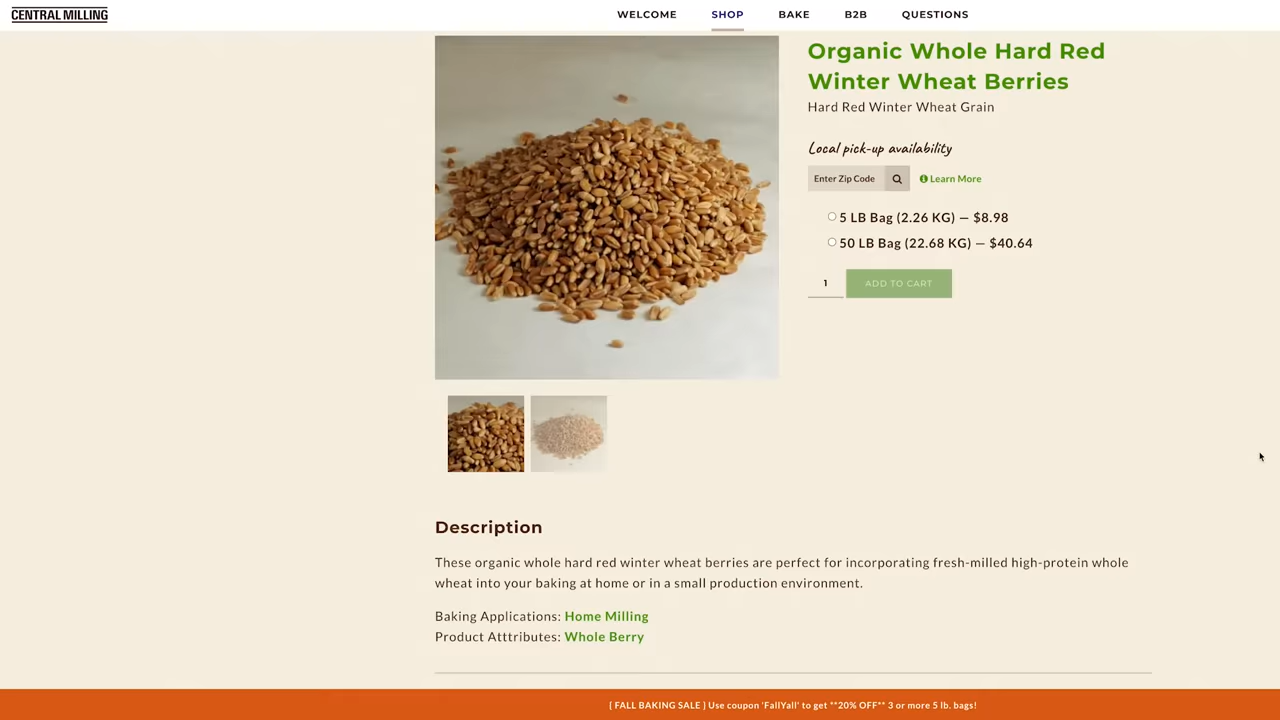 CENTRAL MILLING
WELCOME
SHOP
BAKE
B2B
QUESTIONS
Organic Whole Hard Red
Winter Wheat Berries
Hard Red Winter Wheat Grain
Local pick-up availability
Enter Zip Code
Learn More
5 LB Bag (2.26 KG) — $8.98
50 LB Bag (22.68 KG) — $40.64
1
ADD TO CART
Description
These organic whole hard red winter wheat berries are perfect for incorporating fresh-milled high-protein whole
wheat into your baking at home or in a small production environment.
Baking Applications: Home Milling
Product Atttributes: Whole Berry
[ FALL BAKING SALE ] Use coupon 'FallYall' to get **20% OFF** 3 or more 5 lb. bags!